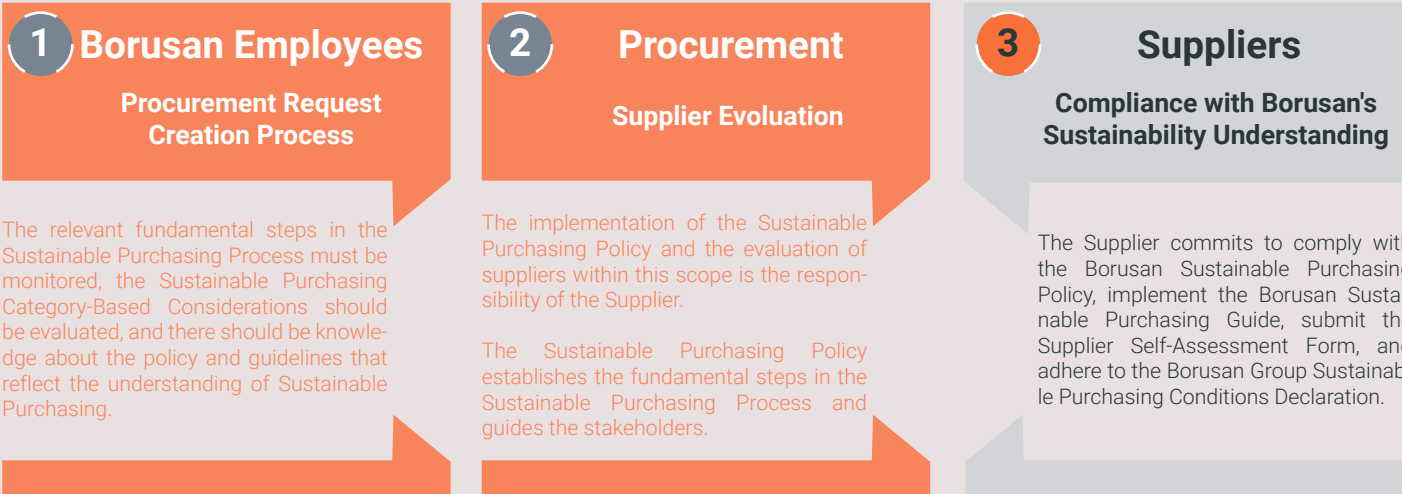 1 Borusan Employees
Procurement Request
Creation Process
The relevant fundamental steps in the
Sustainable Purchasing Process must be
monitored, the Sustainable Purchasing
Category-Based Considerations should
be evaluated, and there should be knowle-
dge about the policy and guidelines that
reflect the understanding of Sustainable
Purchasing.
2 Procurement
Supplier Evoluation
The implementation of the Sustainable
Purchasing Policy and the evaluation of
suppliers within this scope is the respon-
sibility of the Supplier.
The Sustainable Purchasing Policy
establishes the fundamental steps in the
Sustainable Purchasing Process and
guides the stakeholders.
3 Suppliers
Compliance with Borusan's
Sustainability Understanding
The Supplier commits to comply with
the Borusan Sustainable Purchasing
Policy, implement the Borusan Sustai
nable Purchasing Guide, submit the
Supplier Self-Assessment Form, and
adhere to the Borusan Group Sustainab
le Purchasing Conditions Declaration.